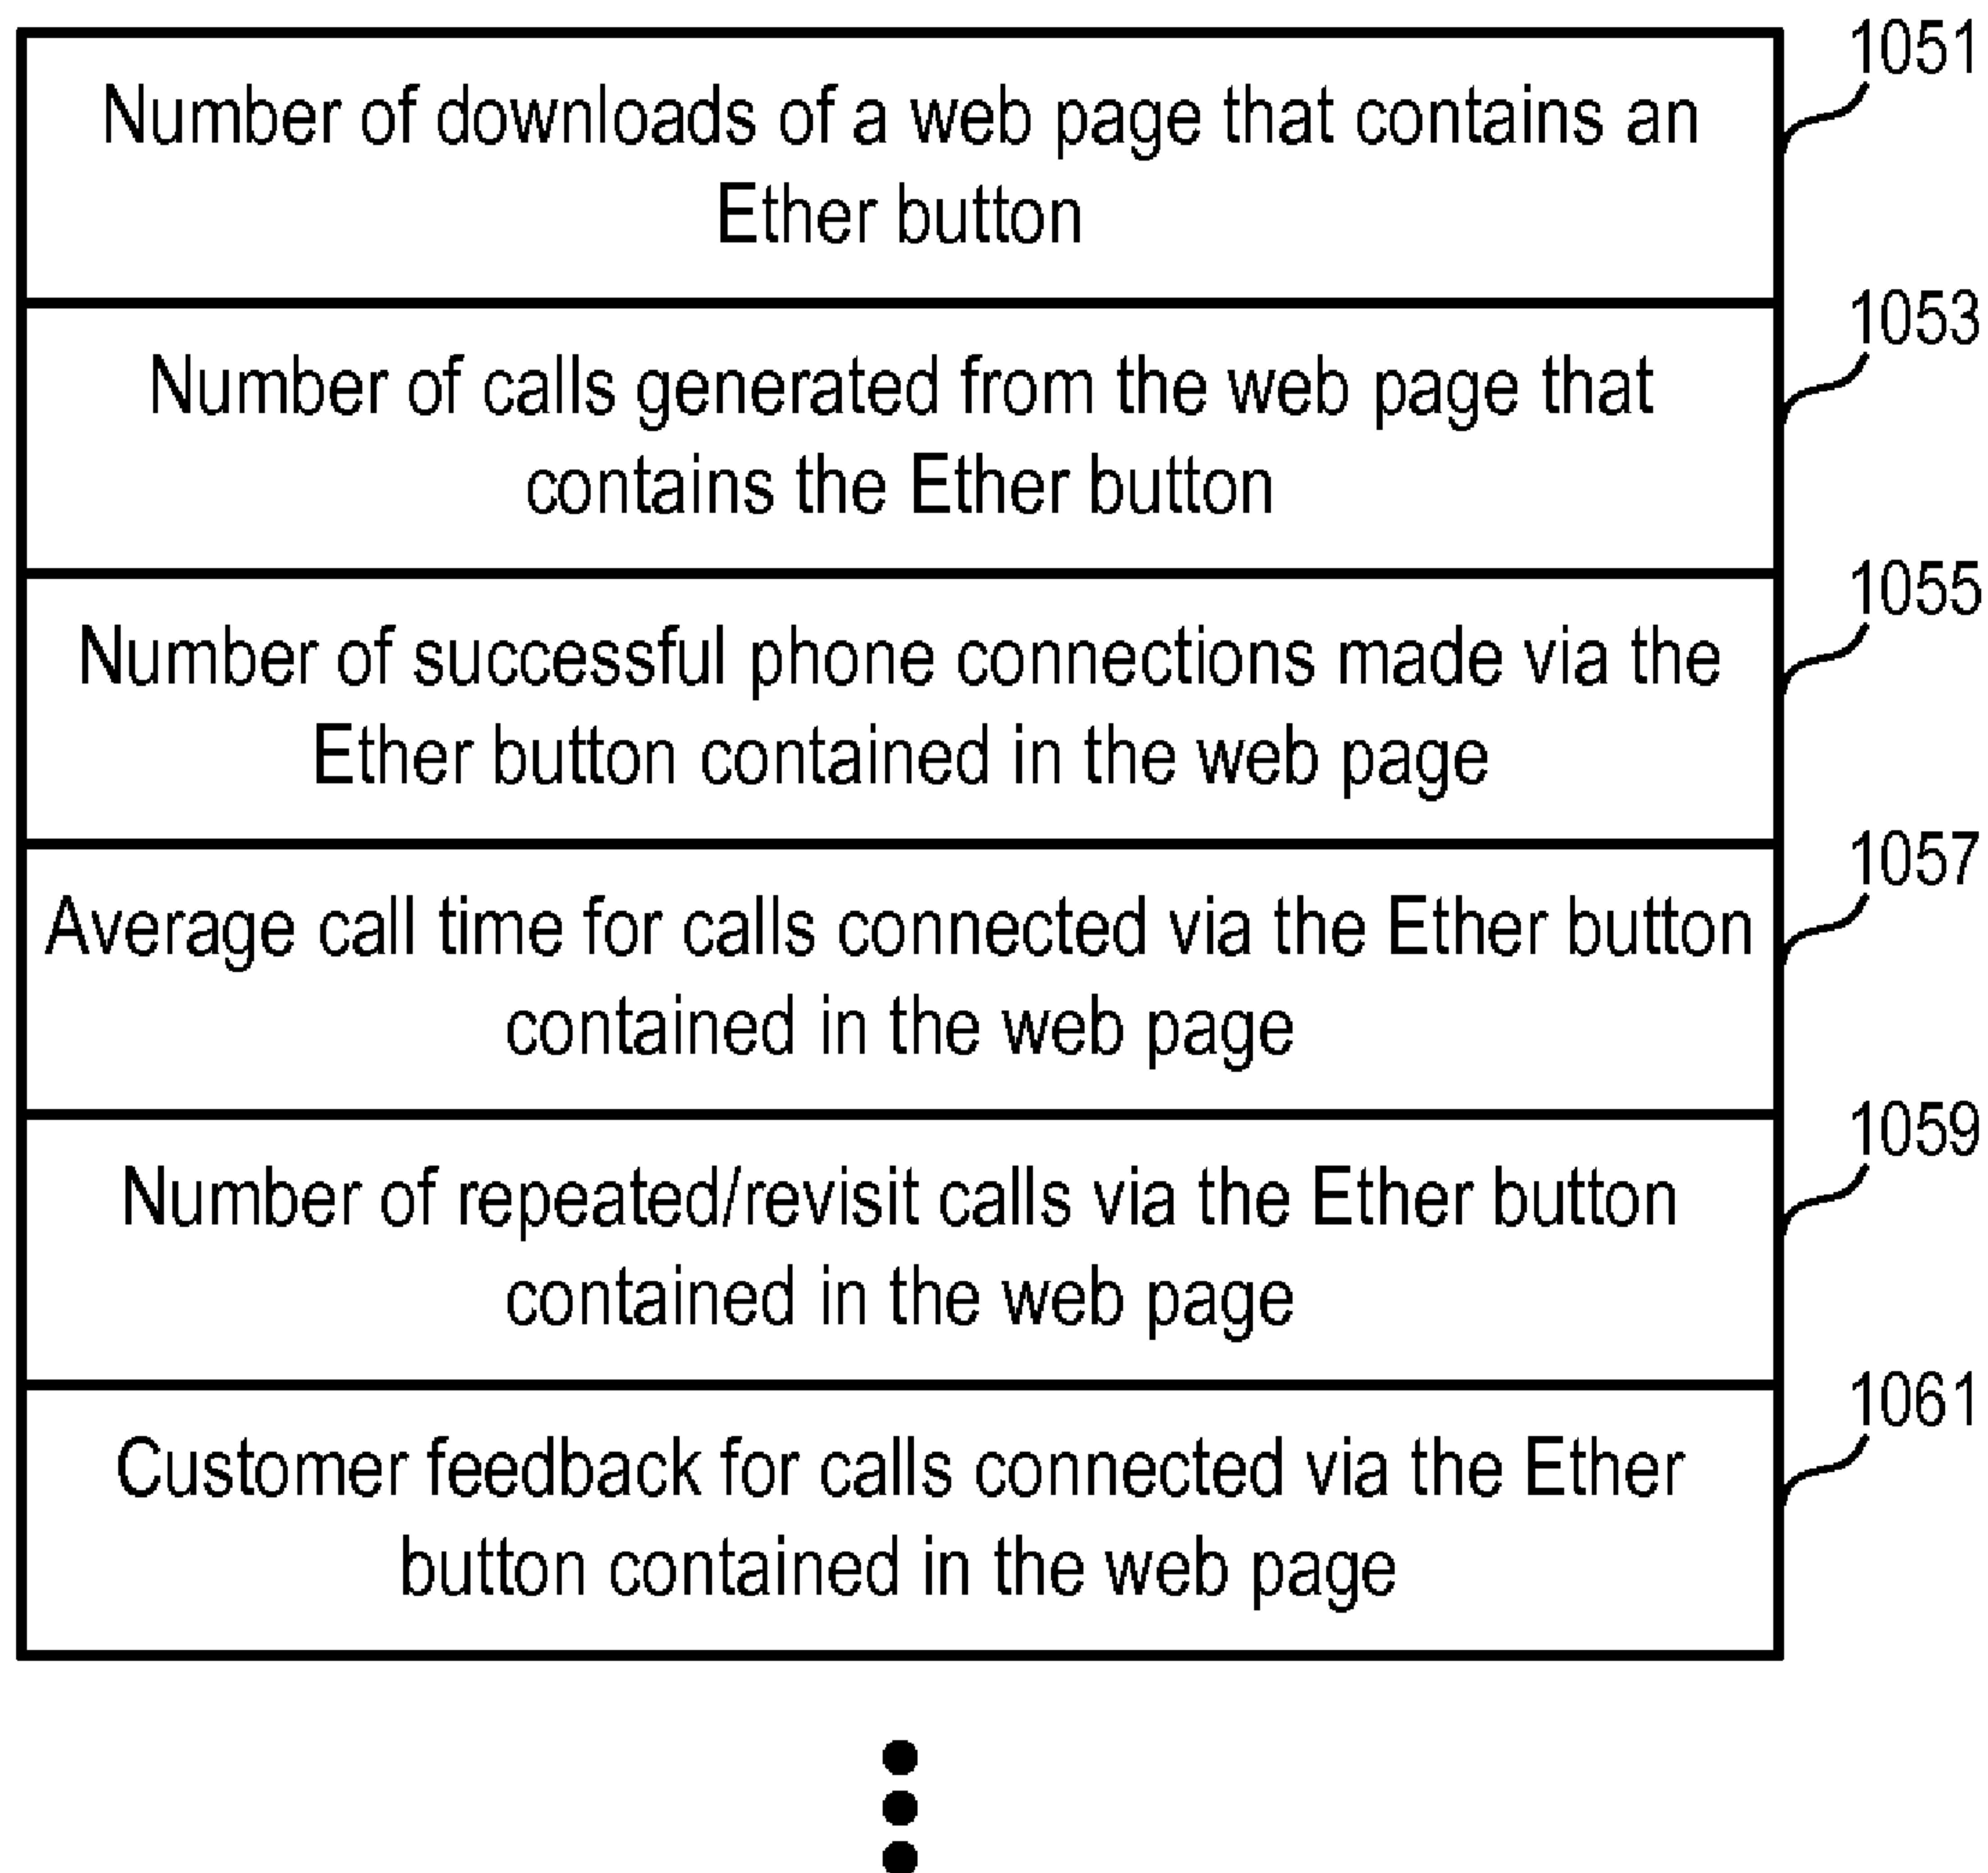 1051
Number of downloads of a web page that contains an
Ether button
1053
Number of calls generated from the web page that
contains the Ether button
1055
Number of successful phone connections made via the
Ether button contained in the web page
1057
Average call time for calls connected via the Ether button
contained in the web page
1059
Number of repeated/revisit calls via the Ether button
contained in the web page
1061
Customer feedback for calls connected via the Ether
button contained in the web page